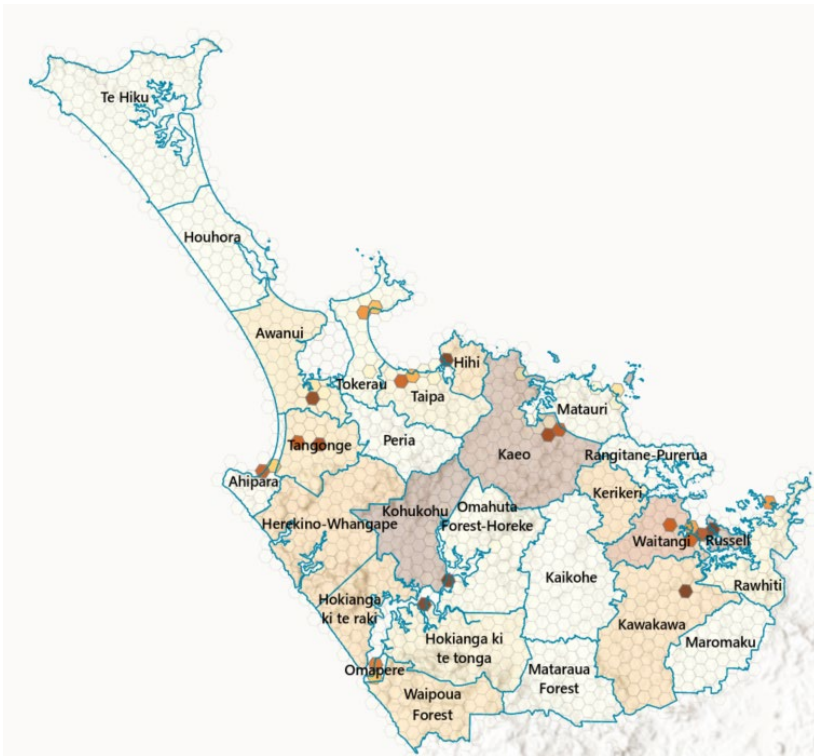 Te Hiku
Houhora
Awanui
Hihi
Tokerau
Taipa
Matauri
Tangonge
Peria
Kaeo
Rangitane-Purerua
Ahipara
Kerikeri
Kohukohu
Omahuta
Forest-Horeke
Herekino-Whangape
Waitangi
Russell
Kaikohe
Rawhiti
Hokianga
ki te raki
Kawakawa
Hokianga ki
te tonga
Maromaku
Omapere
Mataraua
Forest
Waipoua
Forest